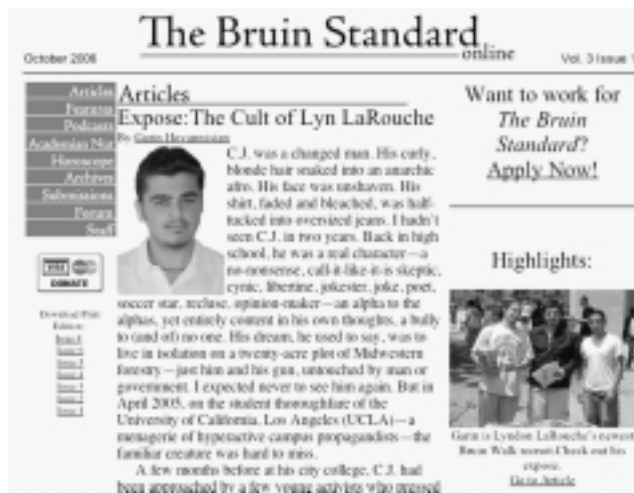 The Bruin Standard
online
October 2006
Vol. 3 Issue 1
Articles
Features
Podcasts
Horoscope
Archives
Submissions
Forum
Staff
DONATE
Download Print
Editions:
Articles
Expose: The Cult of Lyn LaRouche
By Garin Hovannisian
C.J. was a changed man. His curly,
blonde hair snaked into an anarchic
afro. His face was unshaven. His
shirt, faded and bleached, was half-
tucked into oversized jeans. I hadn't
seen C.J. in two years. Back in high
school, he was a real character—a
no-nonsense, call-it-like-it-is skeptic,
cynic, libertine, jokester, joke, poet,
soccer star, recluse, opinion-maker—an alpha to the
alphas, yet entirely content in his own thoughts, a bully
to (and of) no one. His dream, he used to say, was to
live in isolation on a twenty-acre plot of Midwestern
forestry—just him and his gun, untouched by man or
government. I expected never to see him again. But in
April 2005, on the student thoroughfare of the
University of California, Los Angeles (UCLA)—a
menagerie of hyperactive campus propagandists—the
familiar creature was hard to miss.
A few months before at his city college, C.J. had
been approached by a few young activists who pressed
Want to work for
The Bruin
Standard?
Apply Now!
Highlights:
Garin is Lyndon LaRouche's newest
Bruin Walk recruit. Check out his
expose.
Go to Article